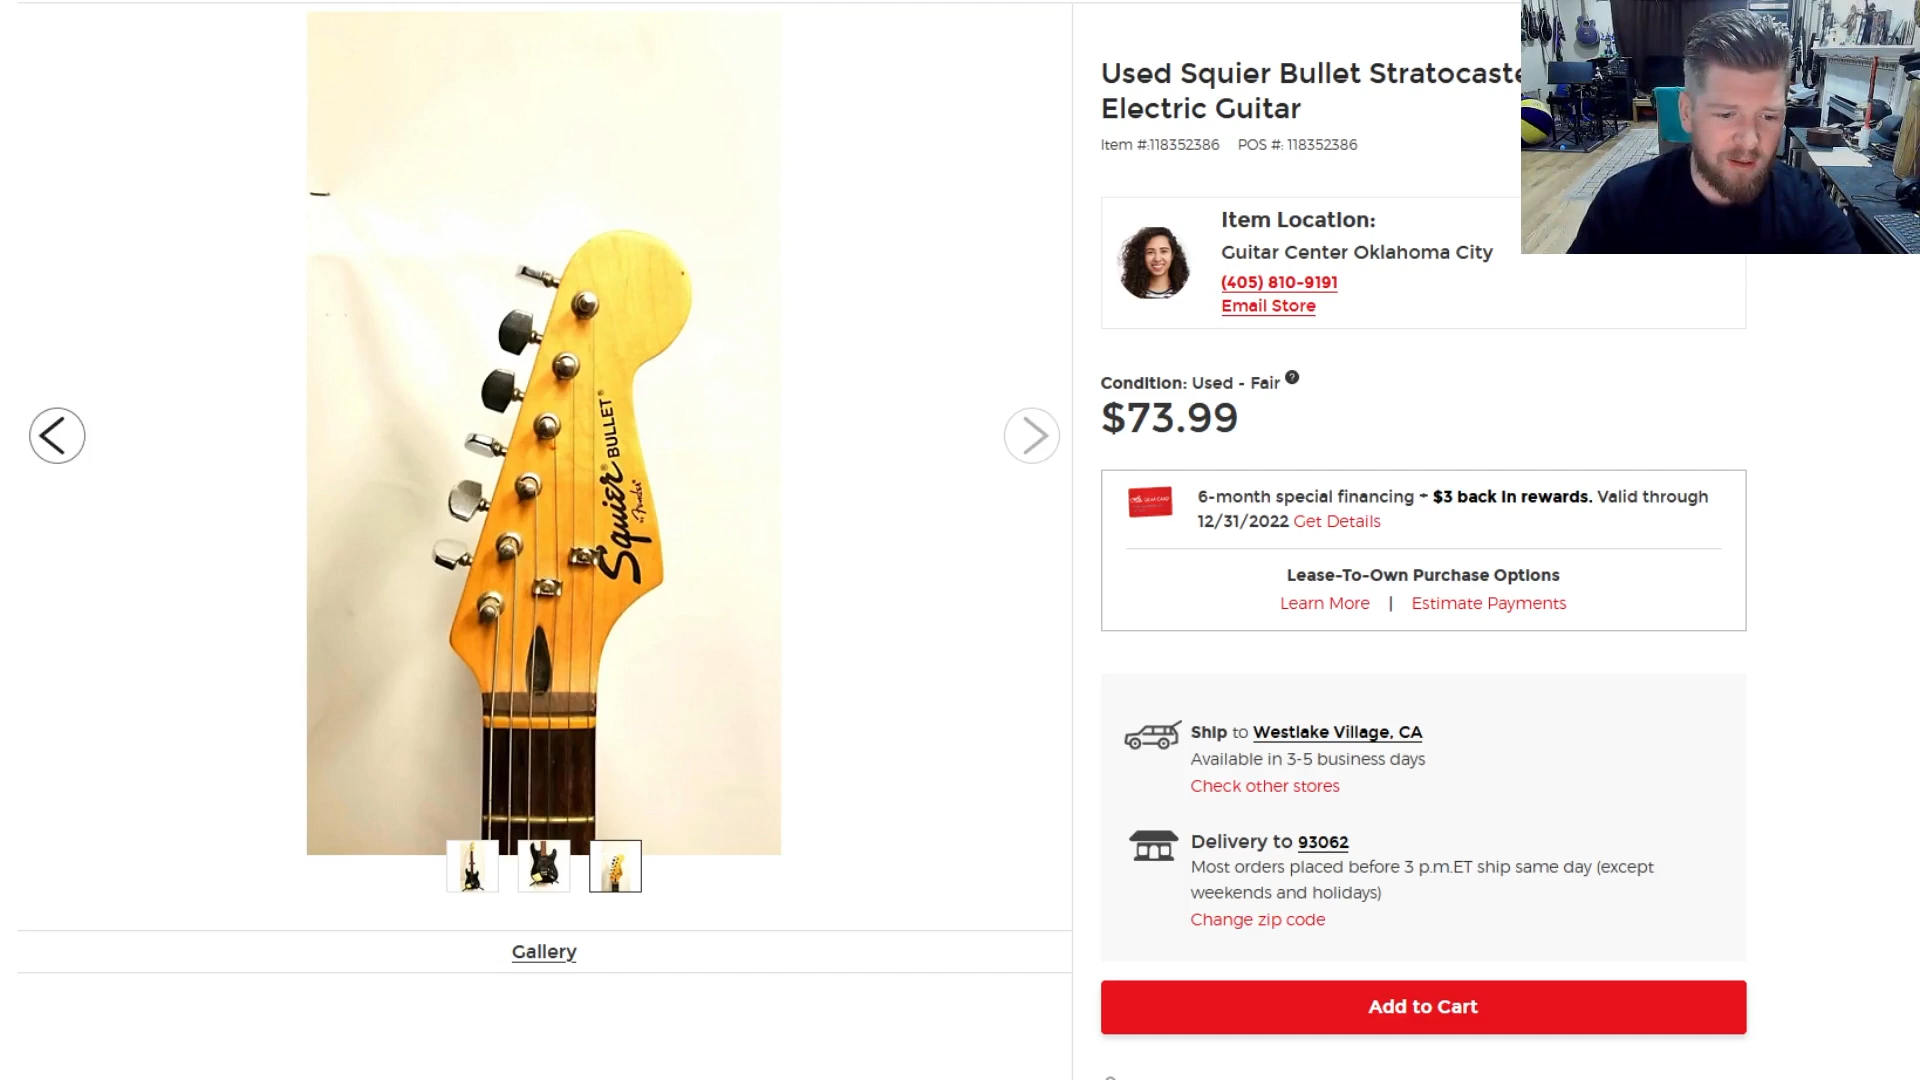 Used Squier Bullet Stratocaste
Electric Guitar
Item #:118352386 POS #: 118352386
Item Location:
Guitar Center Oklahoma City
(405) 810-9191
Email Store
Condition: Used - Fair ?
$73.99
6-month special financing + $3 back in rewards. Valid through
12/31/2022 Get Details
Lease-To-Own Purchase Options
Learn More | Estimate Payments
Ship to Westlake Village, CA
Available in 3-5 business days
Check other stores
Delivery to 93062
Most orders placed before 3 p.m.ET ship same day (except
weekends and holidays)
Change zip code
Add to Cart
Squier® BULLET®
by Fender®
Gallery